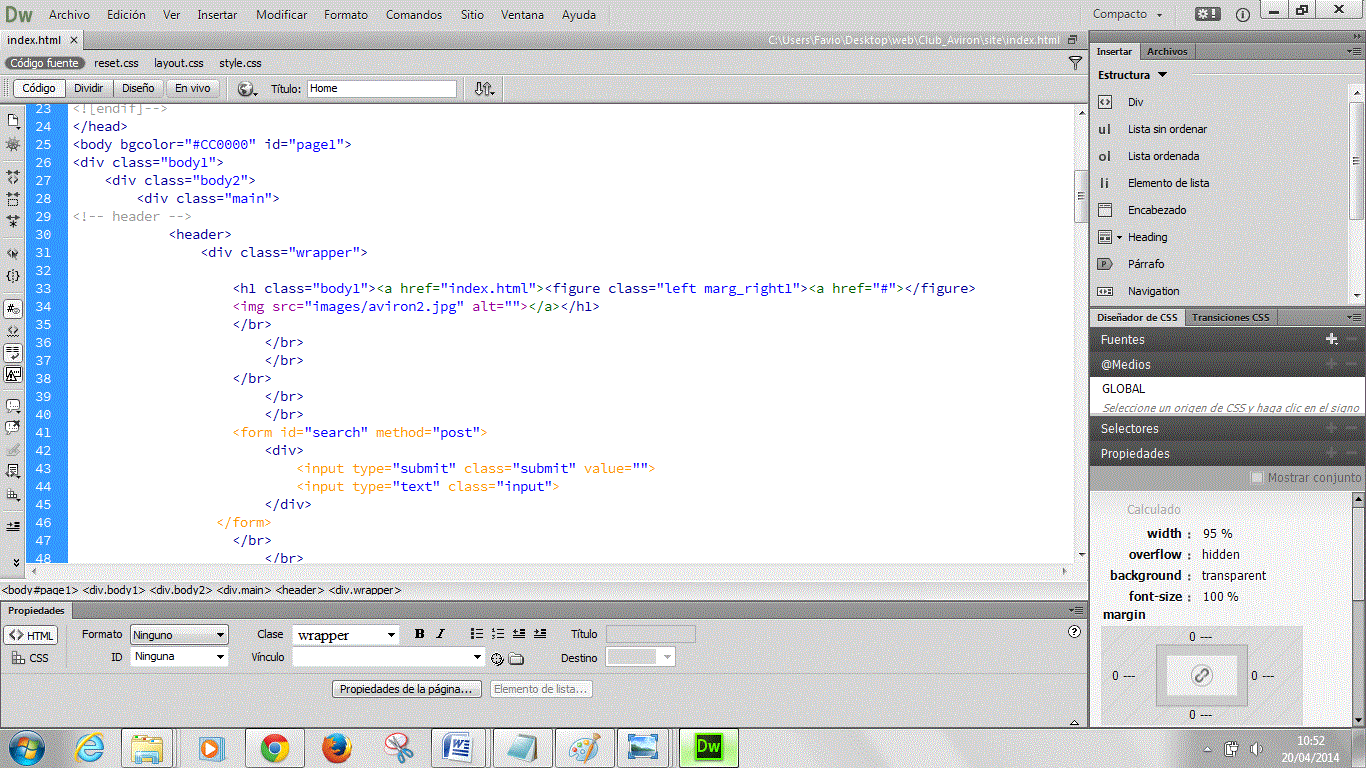 Dw Archivo Edición Ver Insertar Modificar Formato Comandos Sitio Ventana Ayuda Compacto
index.html × C:\Users\Favio\Desktop\web\Club_Aviron\site\index.html
Código fuente reset.css layout.css style.css
Código Dividir Diseño En vivo Título: Home
23 <![endif]-->
24 </head>
25 <body bgcolor="#CC0000" id="page1">
26 <div class="body1">
27 <div class="body2">
28 <div class="main">
29 <!-- header -->
30 <header>
31 <div class="wrapper">
32
33 <h1 class="body1"><a href="index.html"><figure class="left marg_right1"><a href="#"></figure>
34 <img src="images/aviron2.jpg" alt=""></a></h1>
35 </br>
36 </br>
37 </br>
38 </br>
39 </br>
40 </br>
41 <form id="search" method="post">
42 <div>
43 <input type="submit" class="submit" value="">
44 <input type="text" class="input">
45 </div>
46 </form>
47 </br>
48 </br>
<body#page1> <div.body1> <div.body2> <div.main> <header> <div.wrapper>
Propiedades
<> HTML Formato Ninguno Clase wrapper B I Título
CSS ID Ninguna Vínculo Destino
Propiedades de la página... Elemento de lista...
Insertar Archivos
Estructura
Div
ul Lista sin ordenar
ol Lista ordenada
li Elemento de lista
Encabezado
Heading
P Párrafo
Navigation
Diseñador de CSS Transiciones CSS
Fuentes
@Medios
GLOBAL
Seleccione un origen de CSS y haga clic en el signo
Selectores
Propiedades
Mostrar conjunto
Calculado
width : 95 %
overflow : hidden
background : transparent
font-size : 100 %
margin
0 ---
0 --- 0 ---
0 ---
Dw 10:52
20/04/2014